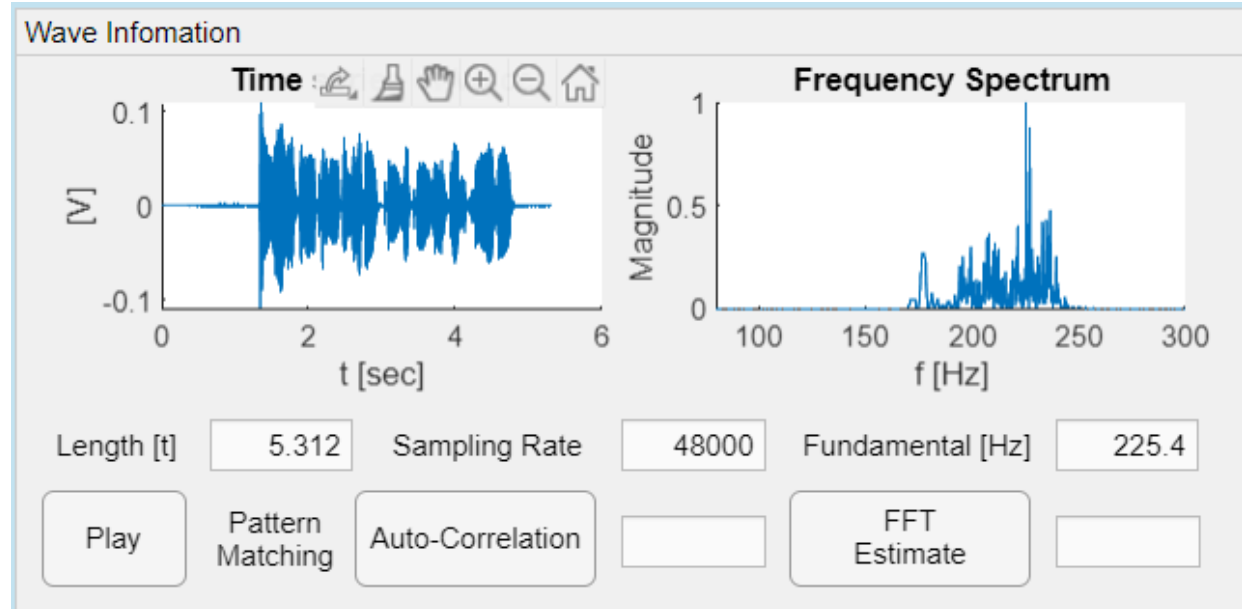 Wave Infomation
Time
Frequency Spectrum
0.1
0
-0.1
[V]
0 2 4 6
t [sec]
1
0.5
0
Magnitude
100 150 200 250 300
f [Hz]
Length [t] 5.312 Sampling Rate 48000 Fundamental [Hz] 225.4
Play
Pattern
Matching
Auto-Correlation
FFT
Estimate